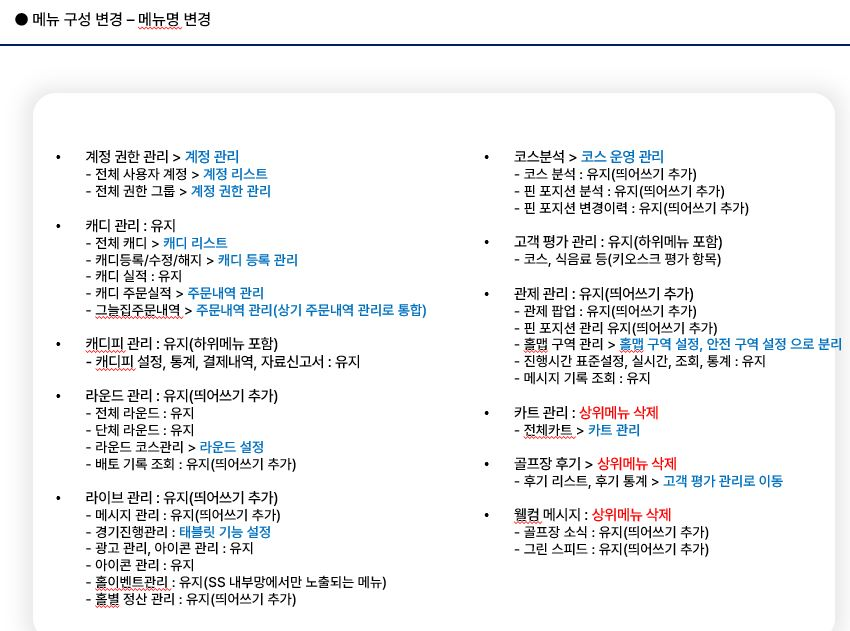 ● 메뉴 구성 변경 – 메뉴명 변경
• 계정 권한 관리 > 계정 관리
- 전체 사용자 계정 > 계정 리스트
- 전체 권한 그룹 > 계정 권한 관리
• 캐디 관리 : 유지
- 전체 캐디 > 캐디 리스트
- 캐디등록/수정/해지 > 캐디 등록 관리
- 캐디 실적 : 유지
- 캐디 주문실적 > 주문내역 관리
- 그늘집주문내역 > 주문내역 관리(상기 주문내역 관리로 통합)
• 캐디피 관리 : 유지(하위메뉴 포함)
- 캐디피 설정, 통계, 결제내역, 자료신고서 : 유지
• 라운드 관리 : 유지(띄어쓰기 추가)
- 전체 라운드 : 유지
- 단체 라운드 : 유지
- 라운드 코스관리 > 라운드 설정
- 배토 기록 조회 : 유지(띄어쓰기 추가)
• 라이브 관리 : 유지(띄어쓰기 추가)
- 메시지 관리 : 유지(띄어쓰기 추가)
- 경기진행관리 : 태블릿 기능 설정
- 광고 관리, 아이콘 관리 : 유지
- 아이콘 관리 : 유지
- 홀이벤트관리 : 유지(SS 내부망에서만 노출되는 메뉴)
- 홀별 정산 관리 : 유지(띄어쓰기 추가)
• 코스분석 > 코스 운영 관리
- 코스 분석 : 유지(띄어쓰기 추가)
- 핀 포지션 분석 : 유지(띄어쓰기 추가)
- 핀 포지션 변경이력 : 유지(띄어쓰기 추가)
• 고객 평가 관리 : 유지(하위메뉴 포함)
- 코스, 식음료 등(키오스크 평가 항목)
• 관제 관리 : 유지(띄어쓰기 추가)
- 관제 팝업 : 유지(띄어쓰기 추가)
- 핀 포지션 관리 유지(띄어쓰기 추가)
- 홀맵 구역 관리 > 홀맵 구역 설정, 안전 구역 설정 으로 분리
- 진행시간 표준설정, 실시간, 조회, 통계 : 유지
- 메시지 기록 조회 : 유지
• 카트 관리 : 상위메뉴 삭제
- 전체카트 > 카트 관리
• 골프장 후기 > 상위메뉴 삭제
- 후기 리스트, 후기 통계 > 고객 평가 관리로 이동
• 웰컴 메시지 : 상위메뉴 삭제
- 골프장 소식 : 유지(띄어쓰기 추가)
- 그린 스피드 : 유지(띄어쓰기 추가)